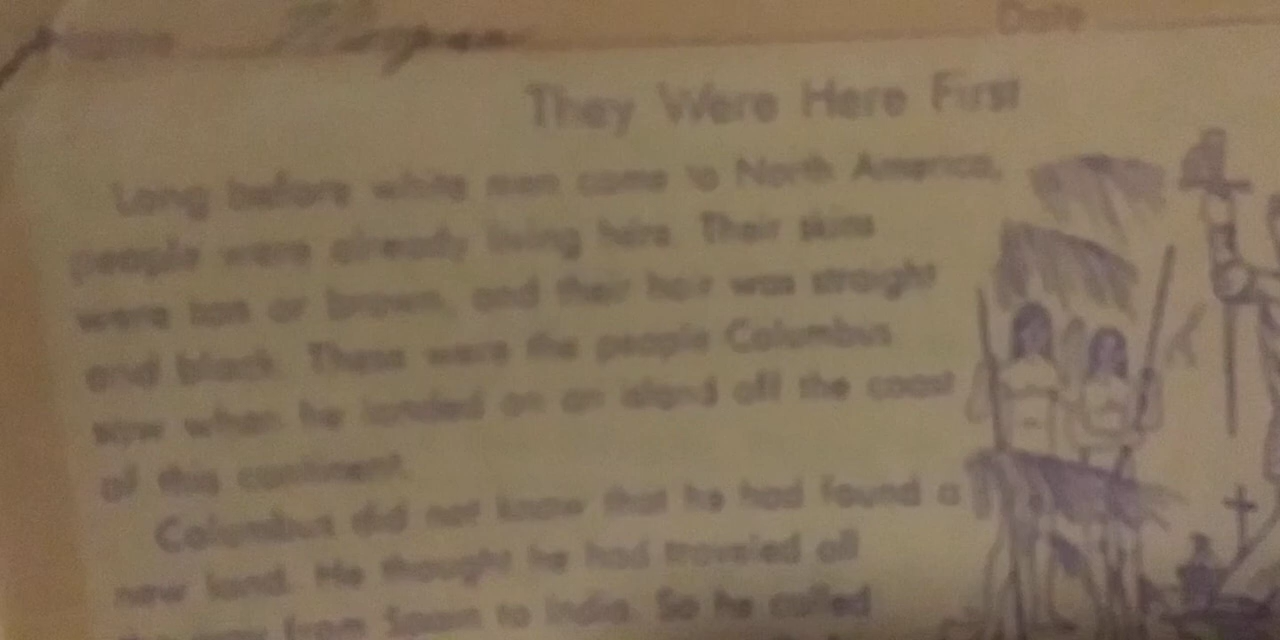 Name Morgan Date
They Were Here First
Long before white men came to North America,
people were already living here. Their skins
were tan or brown, and their hair was straight
and black. These were the people Columbus
saw when he landed on an island off the coast
of this continent.
Columbus did not know that he had found a
new land. He thought he had traveled all
the way from Spain to India. So he called